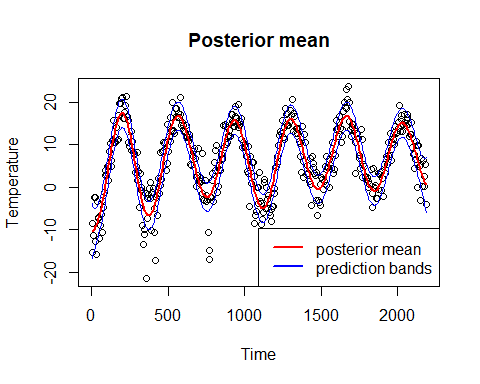 Posterior mean
Temperature
20
10
0
-10
-20
posterior mean
prediction bands
0 500 1000 1500 2000
Time